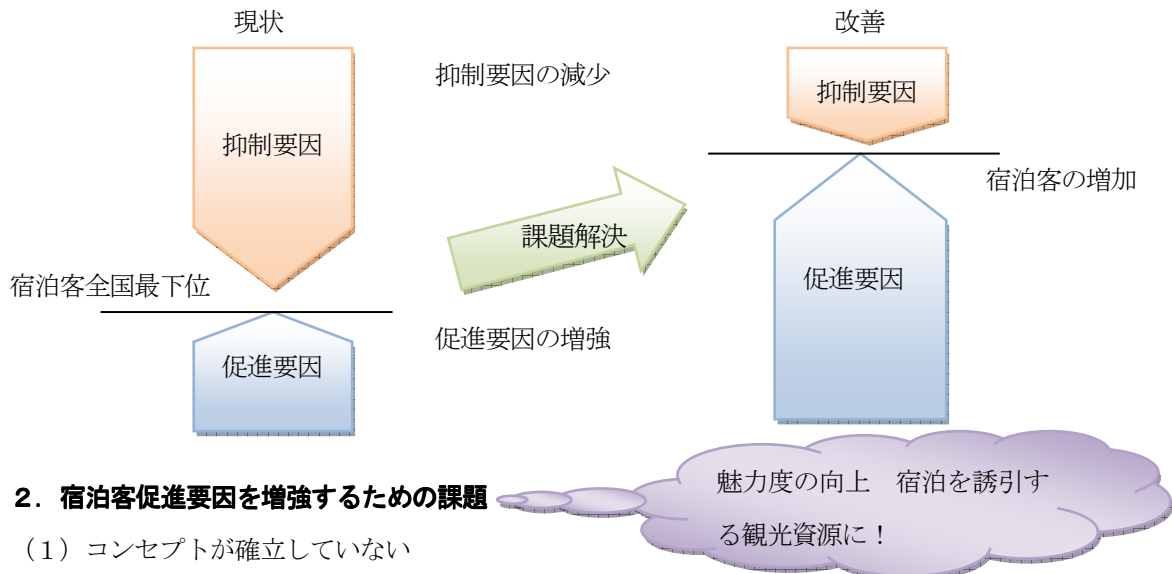 現状
改善
抑制要因
抑制要因の減少
抑制要因
宿泊客の増加
課題解決
宿泊客全国最下位
促進要因
促進要因の増強
促進要因
２．宿泊客促進要因を増強するための課題
（１）コンセプトが確立していない
魅力度の向上　宿泊を誘引す
る観光資源に！